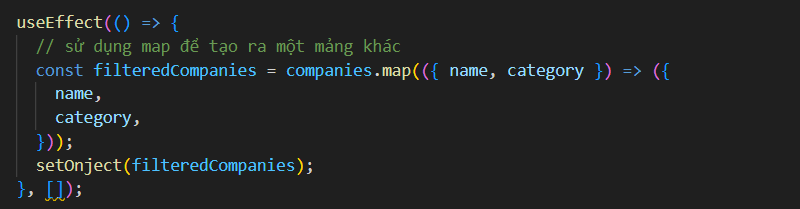 useEffect(() => {
// sử dụng map để tạo ra một mảng khác
const filteredCompanies = companies.map(({ name, category }) => ({
name,
category,
}));
setOnject(filteredCompanies);
}, []);